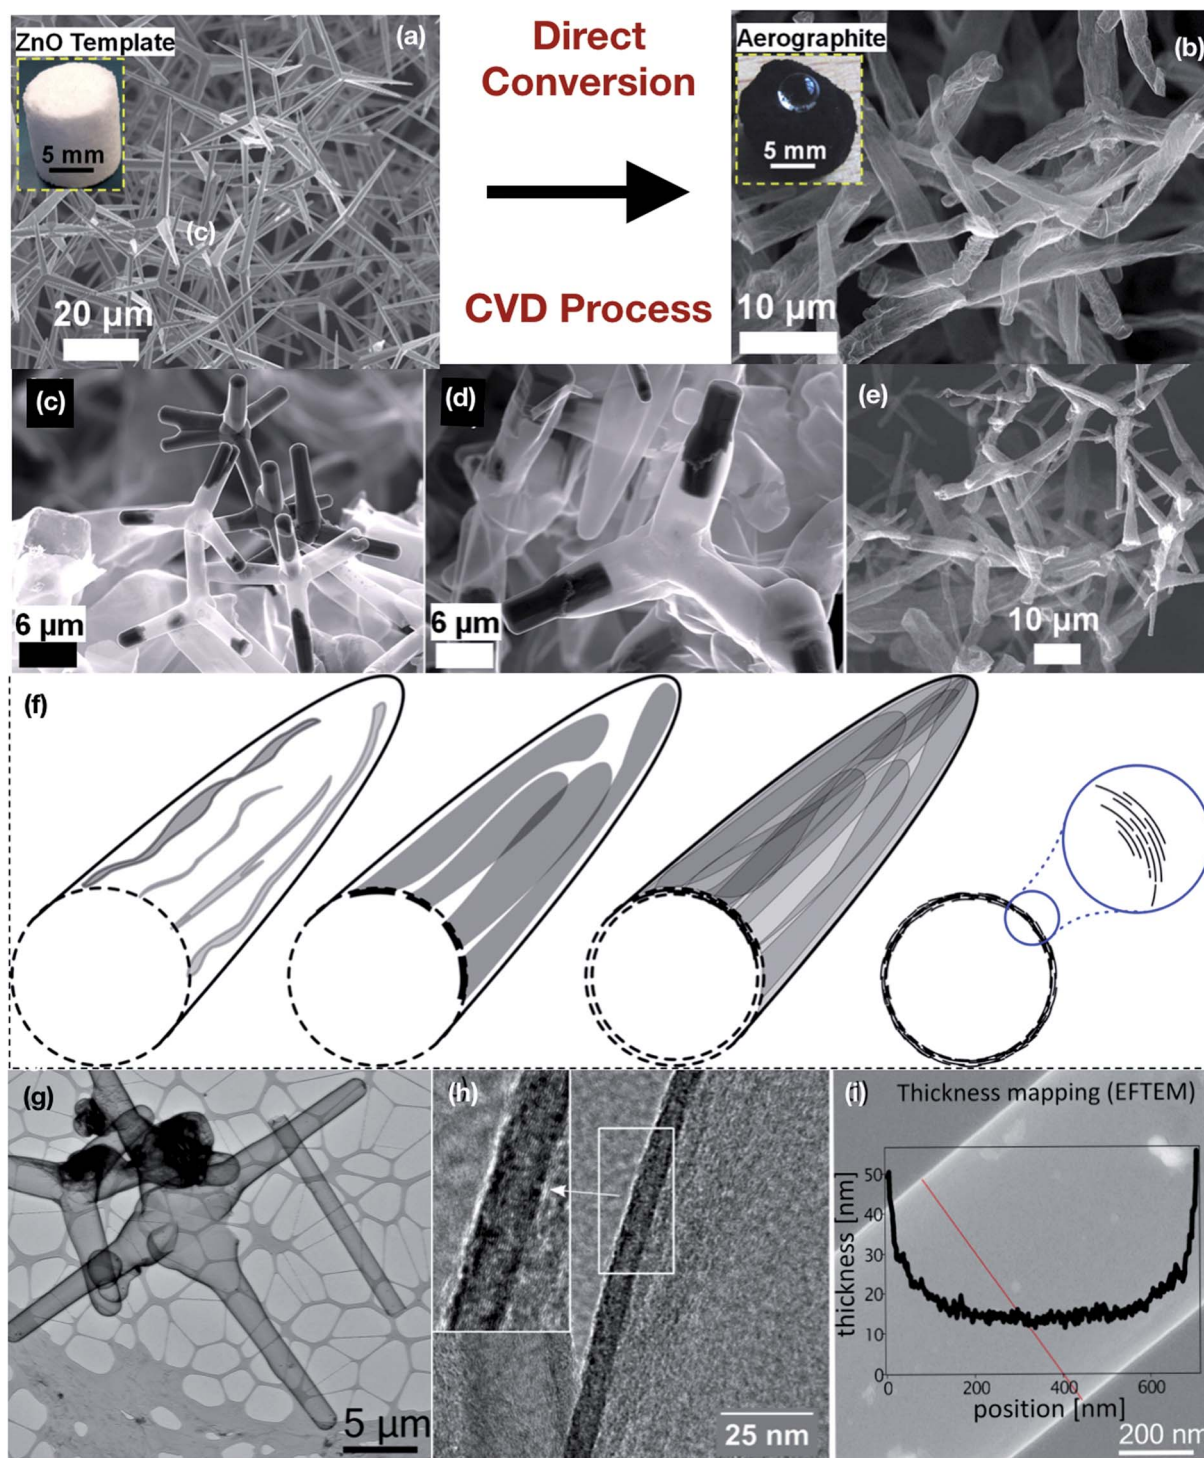 ZnO Template
(a)
5 mm
(c)
20 µm
Direct
Conversion
CVD Process
Aerographite
(b)
5 mm
10 µm
(c)
6 µm
(d)
6 µm
(e)
10 µm
(f)
(g)
5 µm
(h)
25 nm
(i) Thickness mapping (EFTEM)
thickness [nm]
50
40
30
20
10
0
0 200 400 600
position [nm]
200 nm